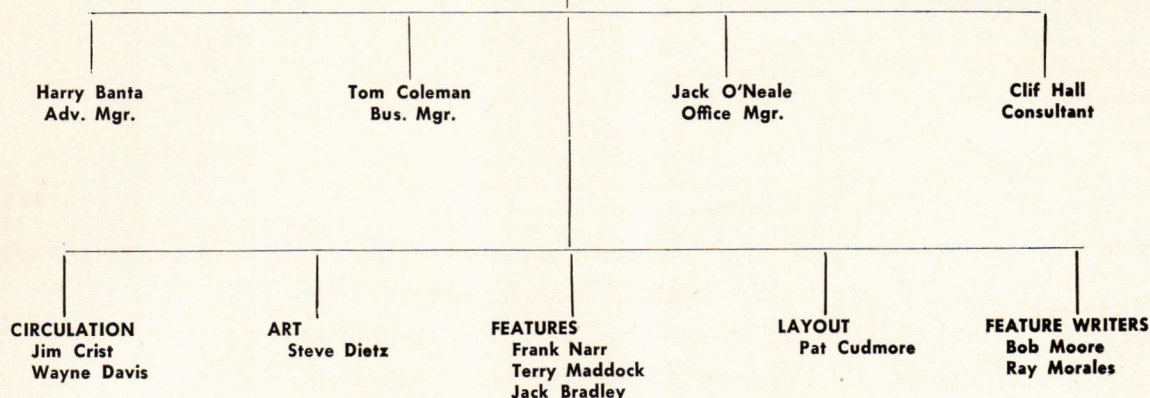 Harry Banta
Adv. Mgr.
Tom Coleman
Bus. Mgr.
Jack O'Neale
Office Mgr.
Clif Hall
Consultant
CIRCULATION
Jim Crist
Wayne Davis
ART
Steve Dietz
FEATURES
Frank Narr
Terry Maddock
Jack Bradley
LAYOUT
Pat Cudmore
FEATURE WRITERS
Bob Moore
Ray Morales